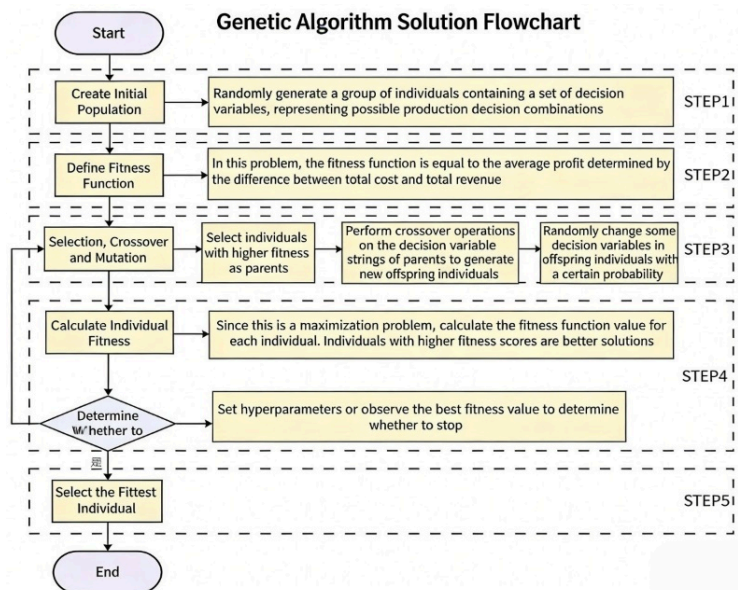 Genetic Algorithm Solution Flowchart
Start
Create Initial
Population
Randomly generate a group of individuals containing a set of decision
variables, representing possible production decision combinations
STEP1
Define Fitness
Function
In this problem, the fitness function is equal to the average profit determined by
the difference between total cost and total revenue
STEP2
Selection, Crossover
and Mutation
Select individuals
with higher fitness
as parents
Perform crossover operations
on the decision variable
strings of parents to generate
new offspring individuals
Randomly change some
decision variables in
offspring individuals with
a certain probability
STEP3
Calculate Individual
Fitness
Since this is a maximization problem, calculate the fitness function value for
each individual. Individuals with higher fitness scores are better solutions
STEP4
Determine
Whether to
Set hyperparameters or observe the best fitness value to determine
whether to stop
是
Select the Fittest
Individual
STEP5
End